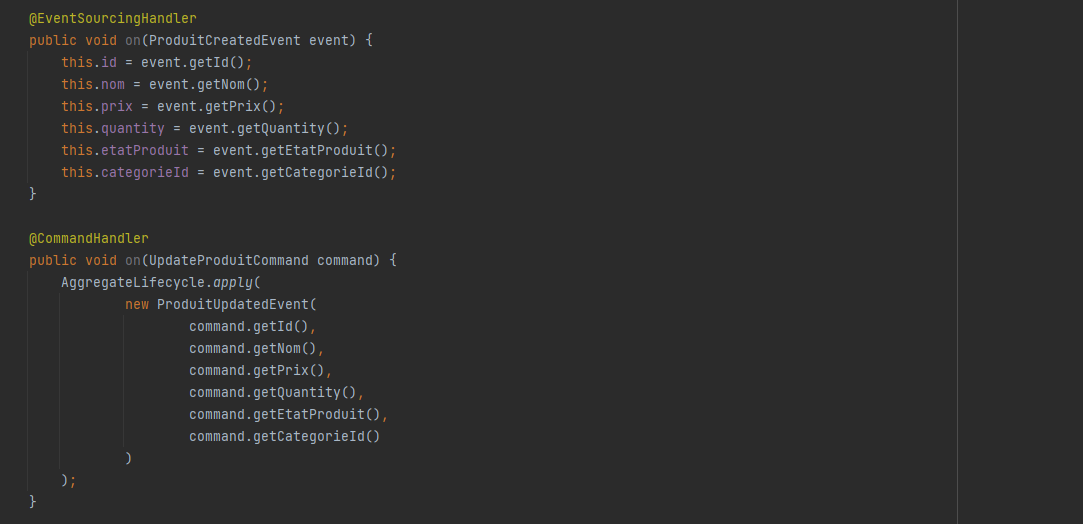 @EventSourcingHandler
public void on(ProduitCreatedEvent event) {
    this.id = event.getId();
    this.nom = event.getNom();
    this.prix = event.getPrix();
    this.quantity = event.getQuantity();
    this.etatProduit = event.getEtatProduit();
    this.categorieId = event.getCategorieId();
}

@CommandHandler
public void on(UpdateProduitCommand command) {
    AggregateLifecycle.apply(
            new ProduitUpdatedEvent(
                    command.getId(),
                    command.getNom(),
                    command.getPrix(),
                    command.getQuantity(),
                    command.getEtatProduit(),
                    command.getCategorieId()
            )
    );
}